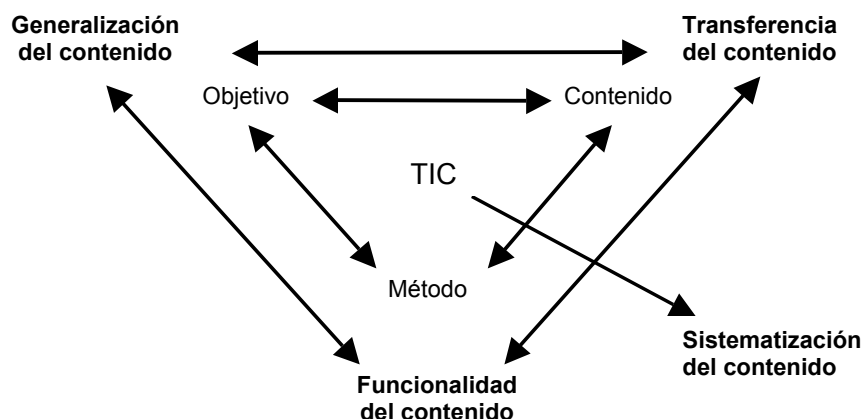 Generalización
del contenido
Transferencia
del contenido
Objetivo
Contenido
TIC
Método
Sistematización
del contenido
Funcionalidad
del contenido